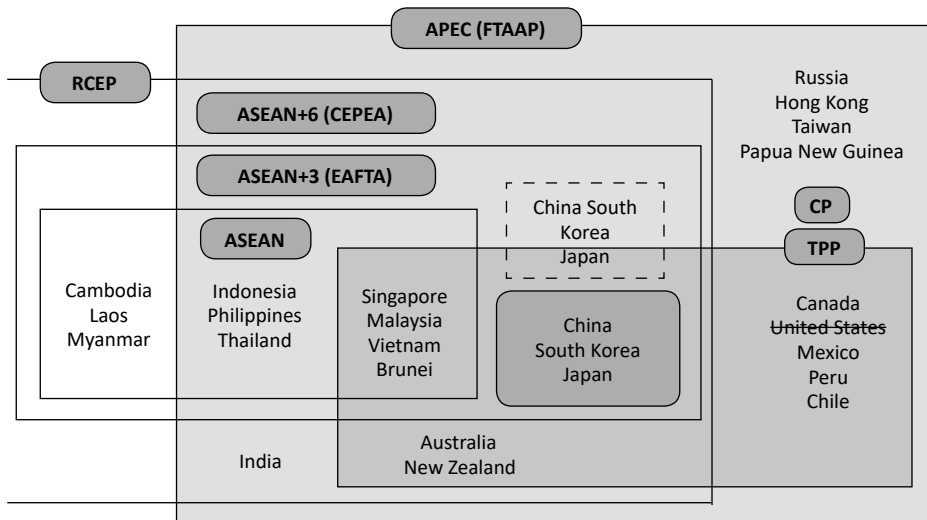 APEC (FTAAP)
RCEP
Russia
Hong Kong
Taiwan
Papua New Guinea
ASEAN+6 (CEPEA)
ASEAN+3 (EAFTA)
China South
Korea
Japan
CP
ASEAN
TPP
Cambodia
Laos
Myanmar
Indonesia
Philippines
Thailand
Singapore
Malaysia
Vietnam
Brunei
China
South Korea
Japan
Canada
United States
Mexico
Peru
Chile
India
Australia
New Zealand